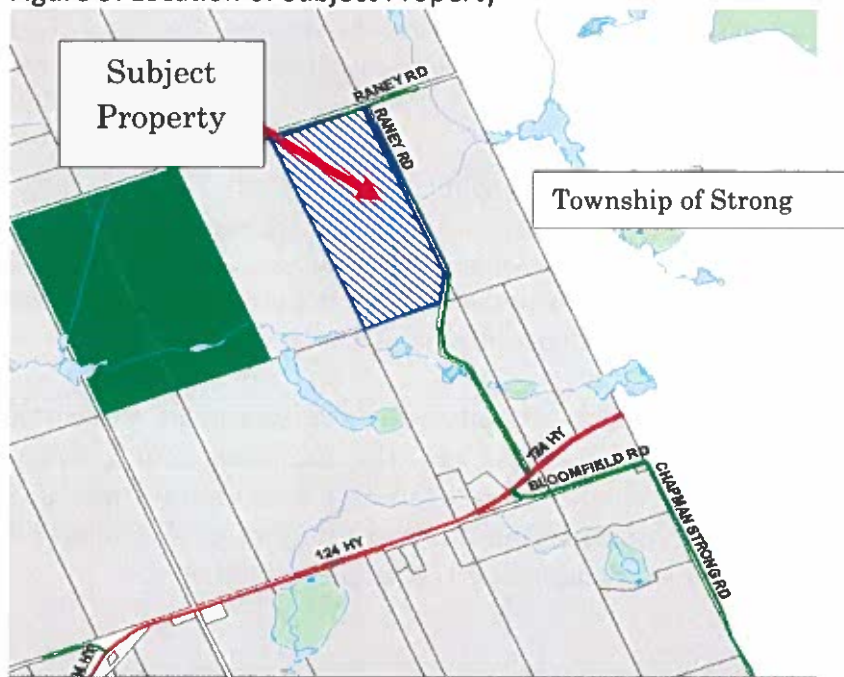 Subject
Property
RANEY RD
RANEY RD
Township of Strong
124 HY
BLOOMFIELD RD
CHAPMAN STRONG RD
124 HY